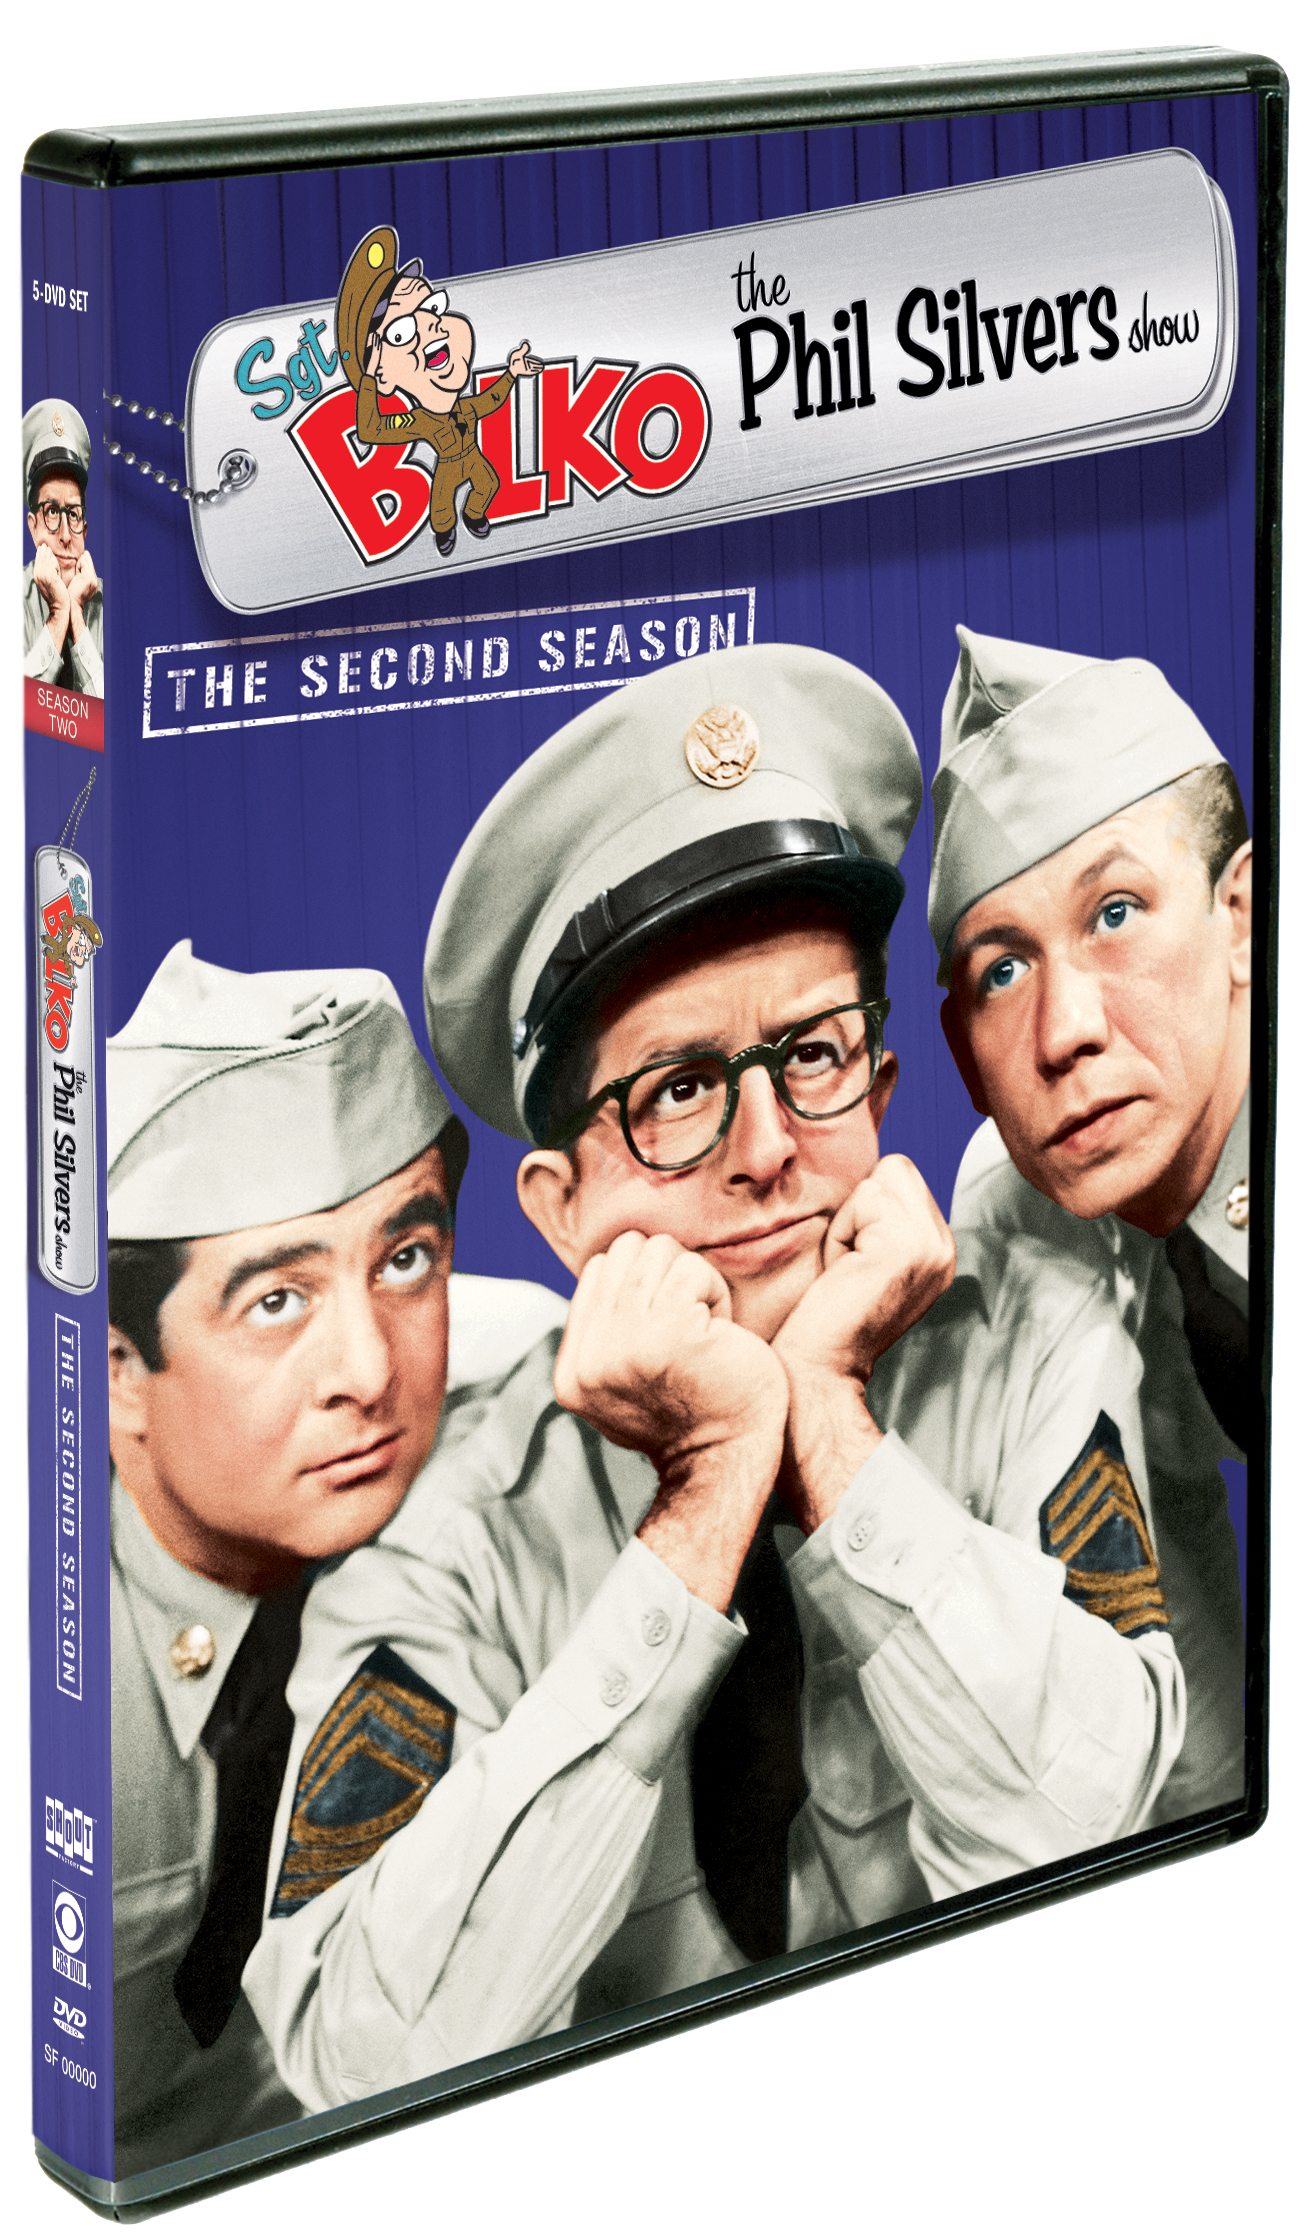 5-DVD SET
SEASON
TWO
Sgt.
BILKO
the
Phil Silvers show
THE SECOND SEASON
SHOUT
FACTORY
CBS DVD
DVD
VIDEO
SF 00000
Sgt.
BILKO
the
Phil Silvers show
THE SECOND SEASON